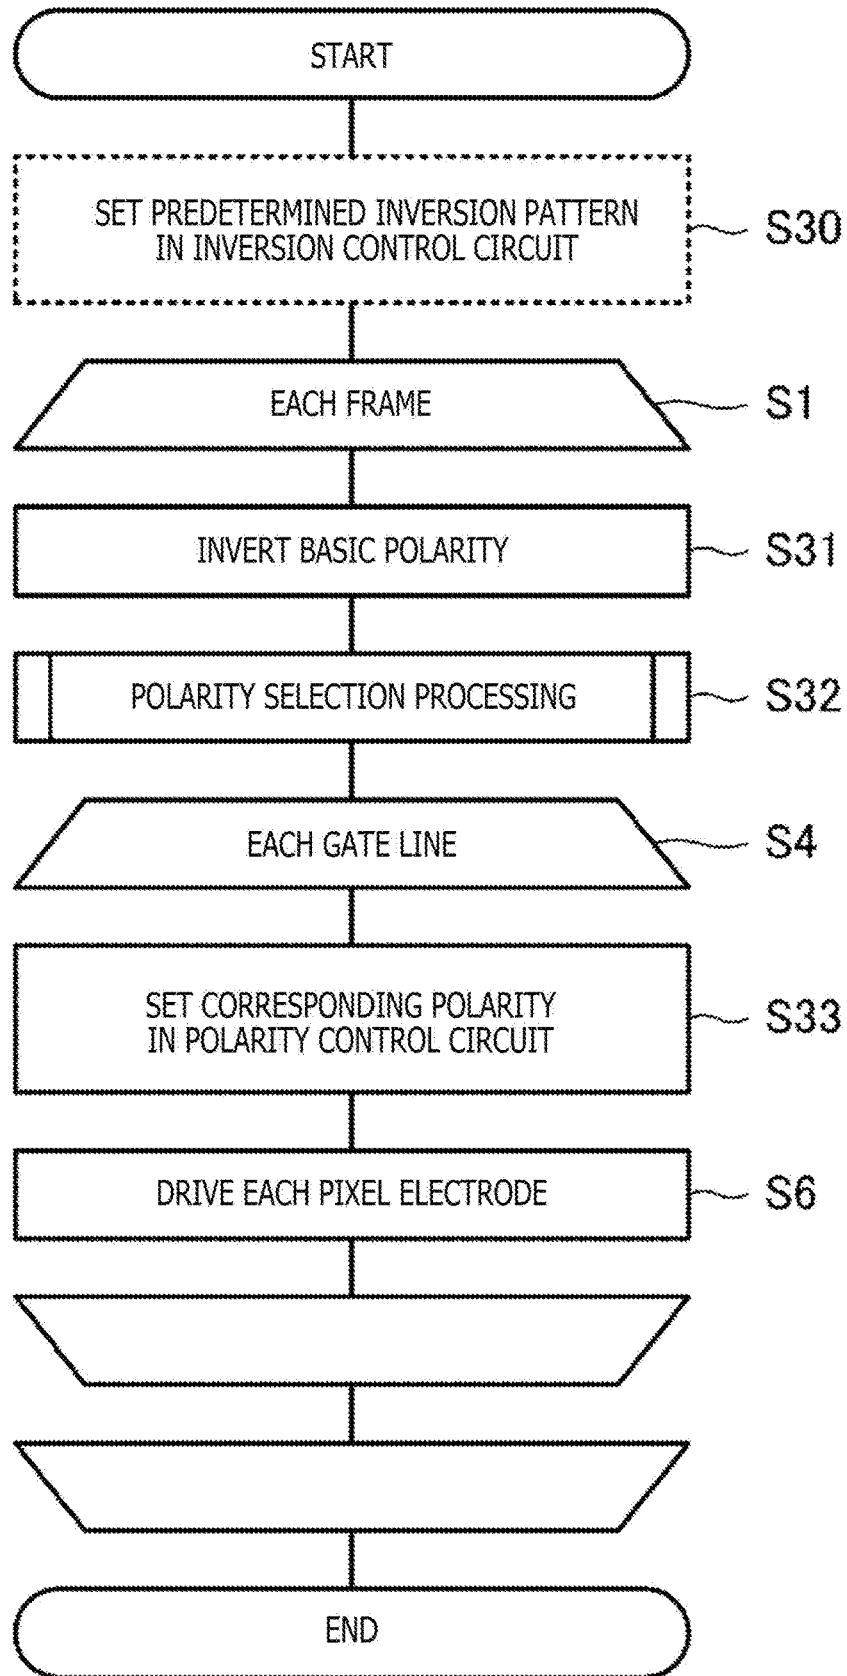 START
SET PREDETERMINED INVERSION PATTERN
IN INVERSION CONTROL CIRCUIT
S30
EACH FRAME
S1
INVERT BASIC POLARITY
S31
POLARITY SELECTION PROCESSING
S32
EACH GATE LINE
S4
SET CORRESPONDING POLARITY
IN POLARITY CONTROL CIRCUIT
S33
DRIVE EACH PIXEL ELECTRODE
S6
END